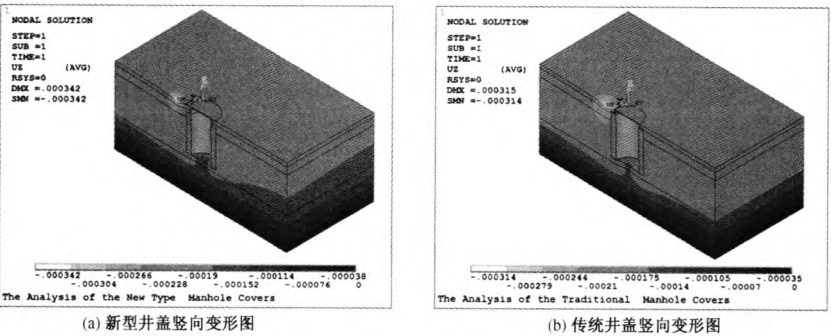 1
NODAL SOLUTION
STEP=1
SUB =1
TIME=1
UZ (AVG)
RSYS=0
DMX =.000342
SMN =-.000342
-.000342 -.000266 -.00019 -.000114 -.000038
-.000304 -.000228 -.000152 -.000076 0
The Analysis of the New Type Manhole Covers
(a) 新型井盖竖向变形图
1
NODAL SOLUTION
STEP=1
SUB =1
TIME=1
UZ (AVG)
RSYS=0
DMX =.000315
SMN =-.000314
-.000314 -.000244 -.000175 -.000105 -.000035
-.000279 -.00021 -.00014 -.00007 0
The Analysis of the Traditional Manhole Covers
(b) 传统井盖竖向变形图